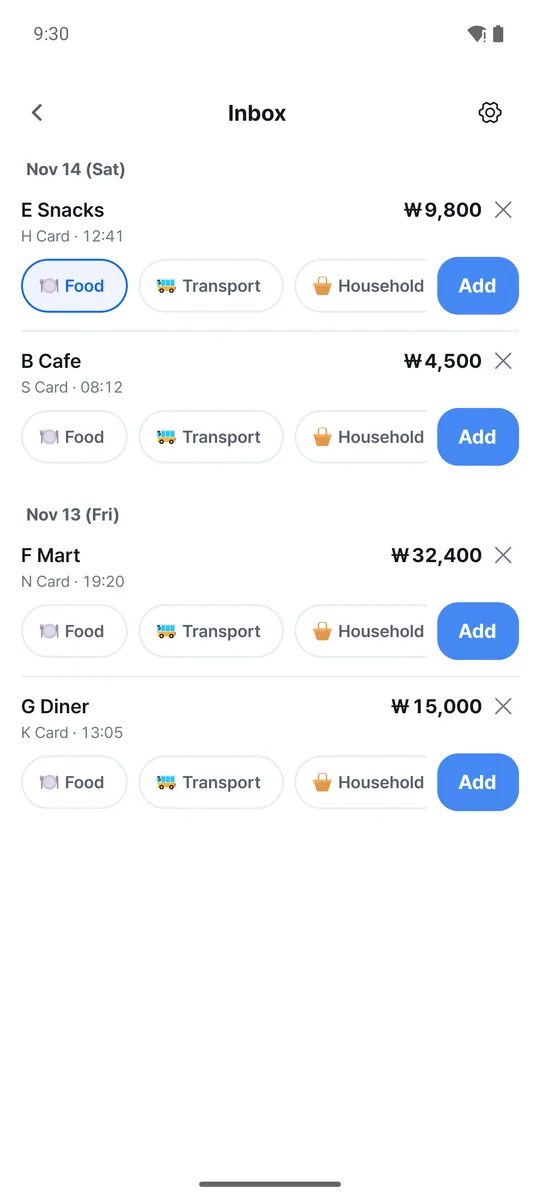 9:30
Inbox
Nov 14 (Sat)
E Snacks ₩9,800
H Card · 12:41
Food Transport Household Add
B Cafe ₩4,500
S Card · 08:12
Food Transport Household Add
Nov 13 (Fri)
F Mart ₩32,400
N Card · 19:20
Food Transport Household Add
G Diner ₩15,000
K Card · 13:05
Food Transport Household Add